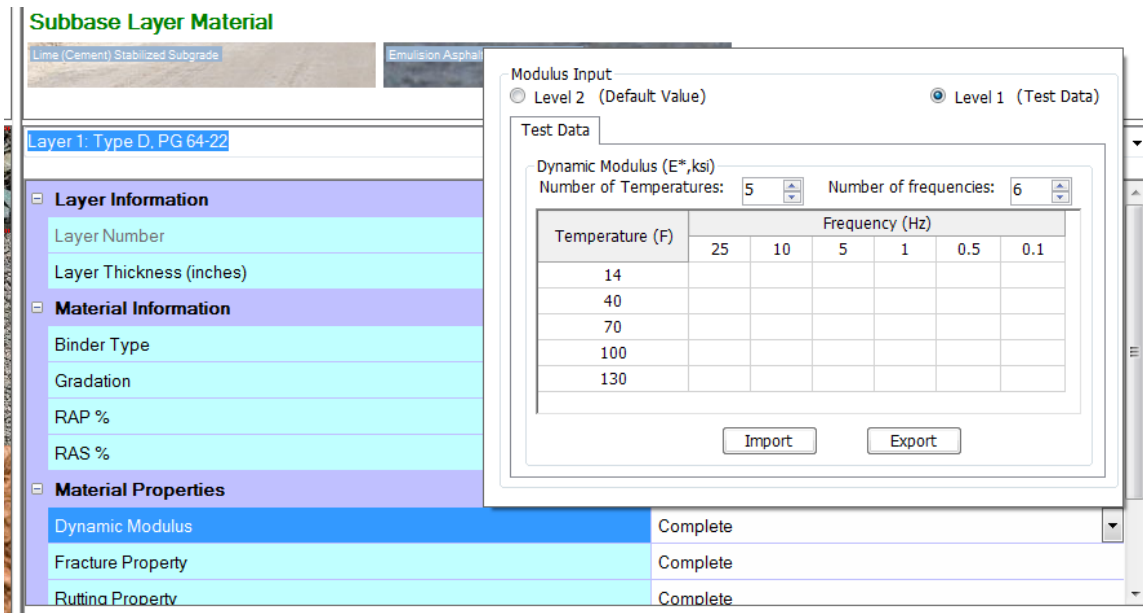 Subbase Layer Material
Lime (Cement) Stabilized Subgrade
Emulision Asphalt
Modulus Input
Level 2 (Default Value) Level 1 (Test Data)
Test Data
Layer 1: Type D, PG 64-22
Dynamic Modulus (E*,ksi)
Number of Temperatures: 5 Number of frequencies: 6
Temperature (F) Frequency (Hz)
25 10 5 1 0.5 0.1
14
40
70
100
130
Import Export
Layer Information
Layer Number
Layer Thickness (inches)
Material Information
Binder Type
Gradation
RAP %
RAS %
Material Properties
Dynamic Modulus Complete
Fracture Property Complete
Rutting Property Complete